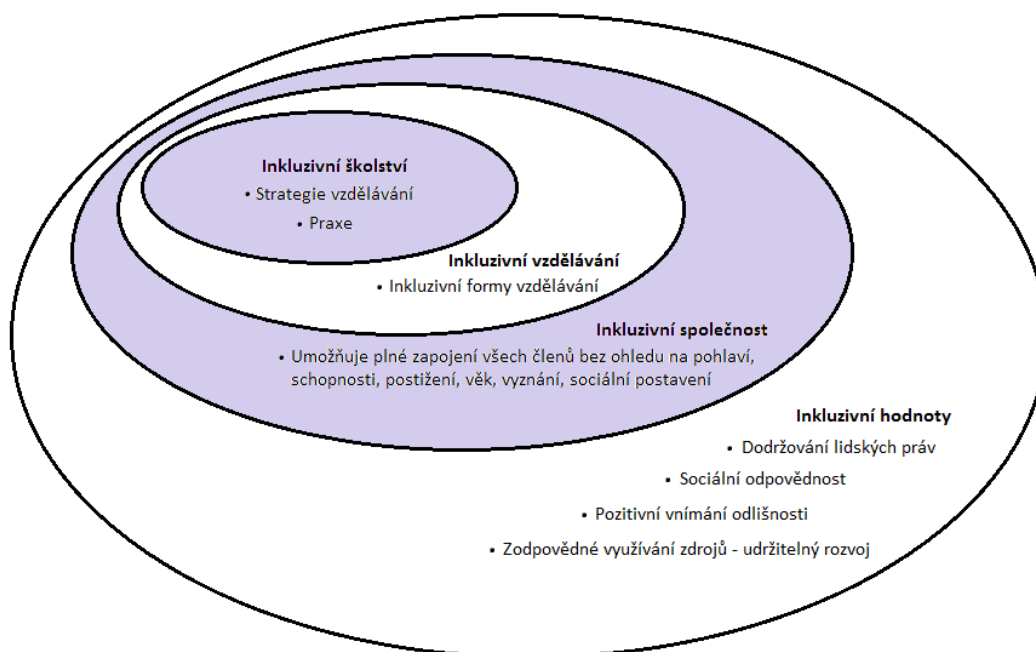 Inkluzivní školství
• Strategie vzdělávání
• Praxe
Inkluzivní vzdělávání
• Inkluzivní formy vzdělávání
Inkluzivní společnost
• Umožňuje plné zapojení všech členů bez ohledu na pohlaví,
schopnosti, postižení, věk, vyznání, sociální postavení
Inkluzivní hodnoty
• Dodržování lidských práv
• Sociální odpovědnost
• Pozitivní vnímání odlišnosti
• Zodpovědné využívání zdrojů - udržitelný rozvoj